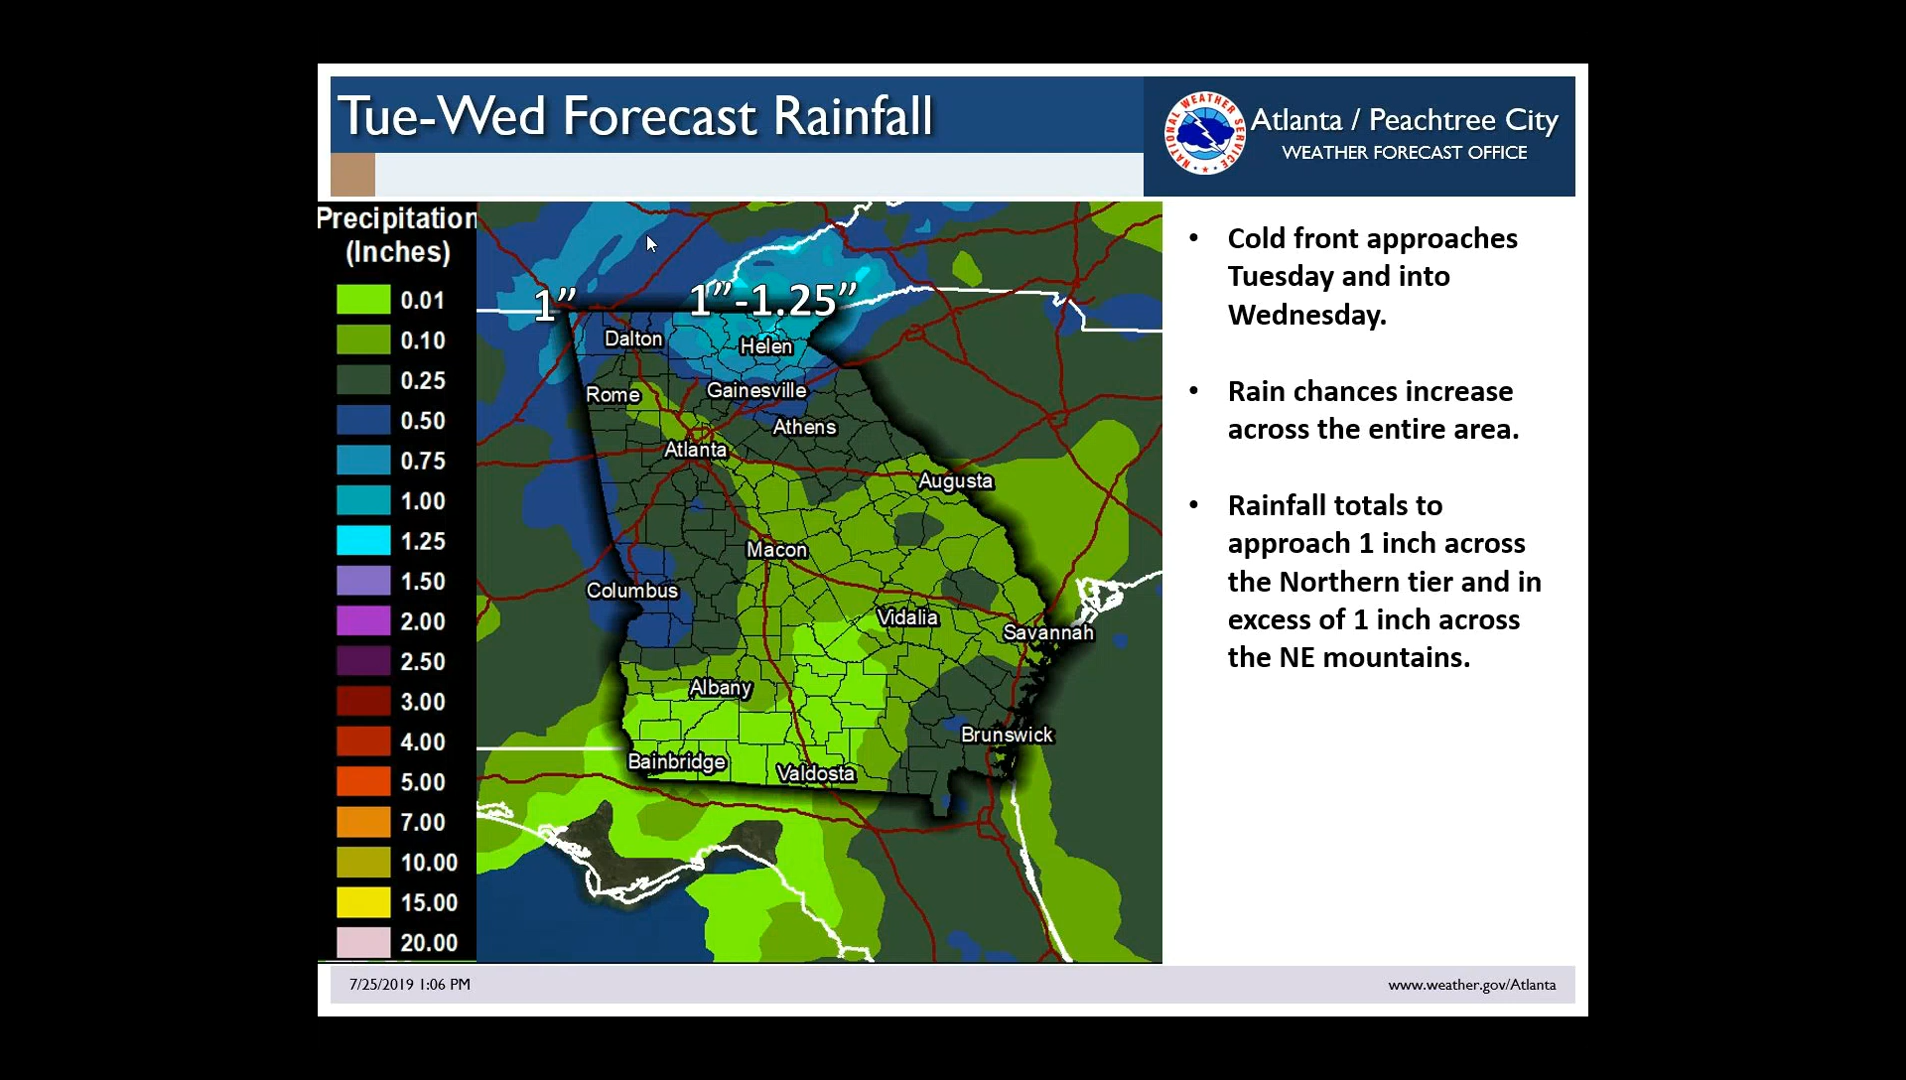 Tue-Wed Forecast Rainfall
NATIONAL WEATHER SERVICE
Atlanta / Peachtree City
WEATHER FORECAST OFFICE
Precipitation
(Inches)
0.01
0.10
0.25
0.50
0.75
1.00
1.25
1.50
2.00
2.50
3.00
4.00
5.00
7.00
10.00
15.00
20.00
1”
1”-1.25”
Dalton
Helen
Rome
Gainesville
Athens
Atlanta
Augusta
Macon
Columbus
Vidalia
Savannah
Albany
Brunswick
Bainbridge
Valdosta
• Cold front approaches
Tuesday and into
Wednesday.
• Rain chances increase
across the entire area.
• Rainfall totals to
approach 1 inch across
the Northern tier and in
excess of 1 inch across
the NE mountains.
7/25/2019 1:06 PM
www.weather.gov/Atlanta